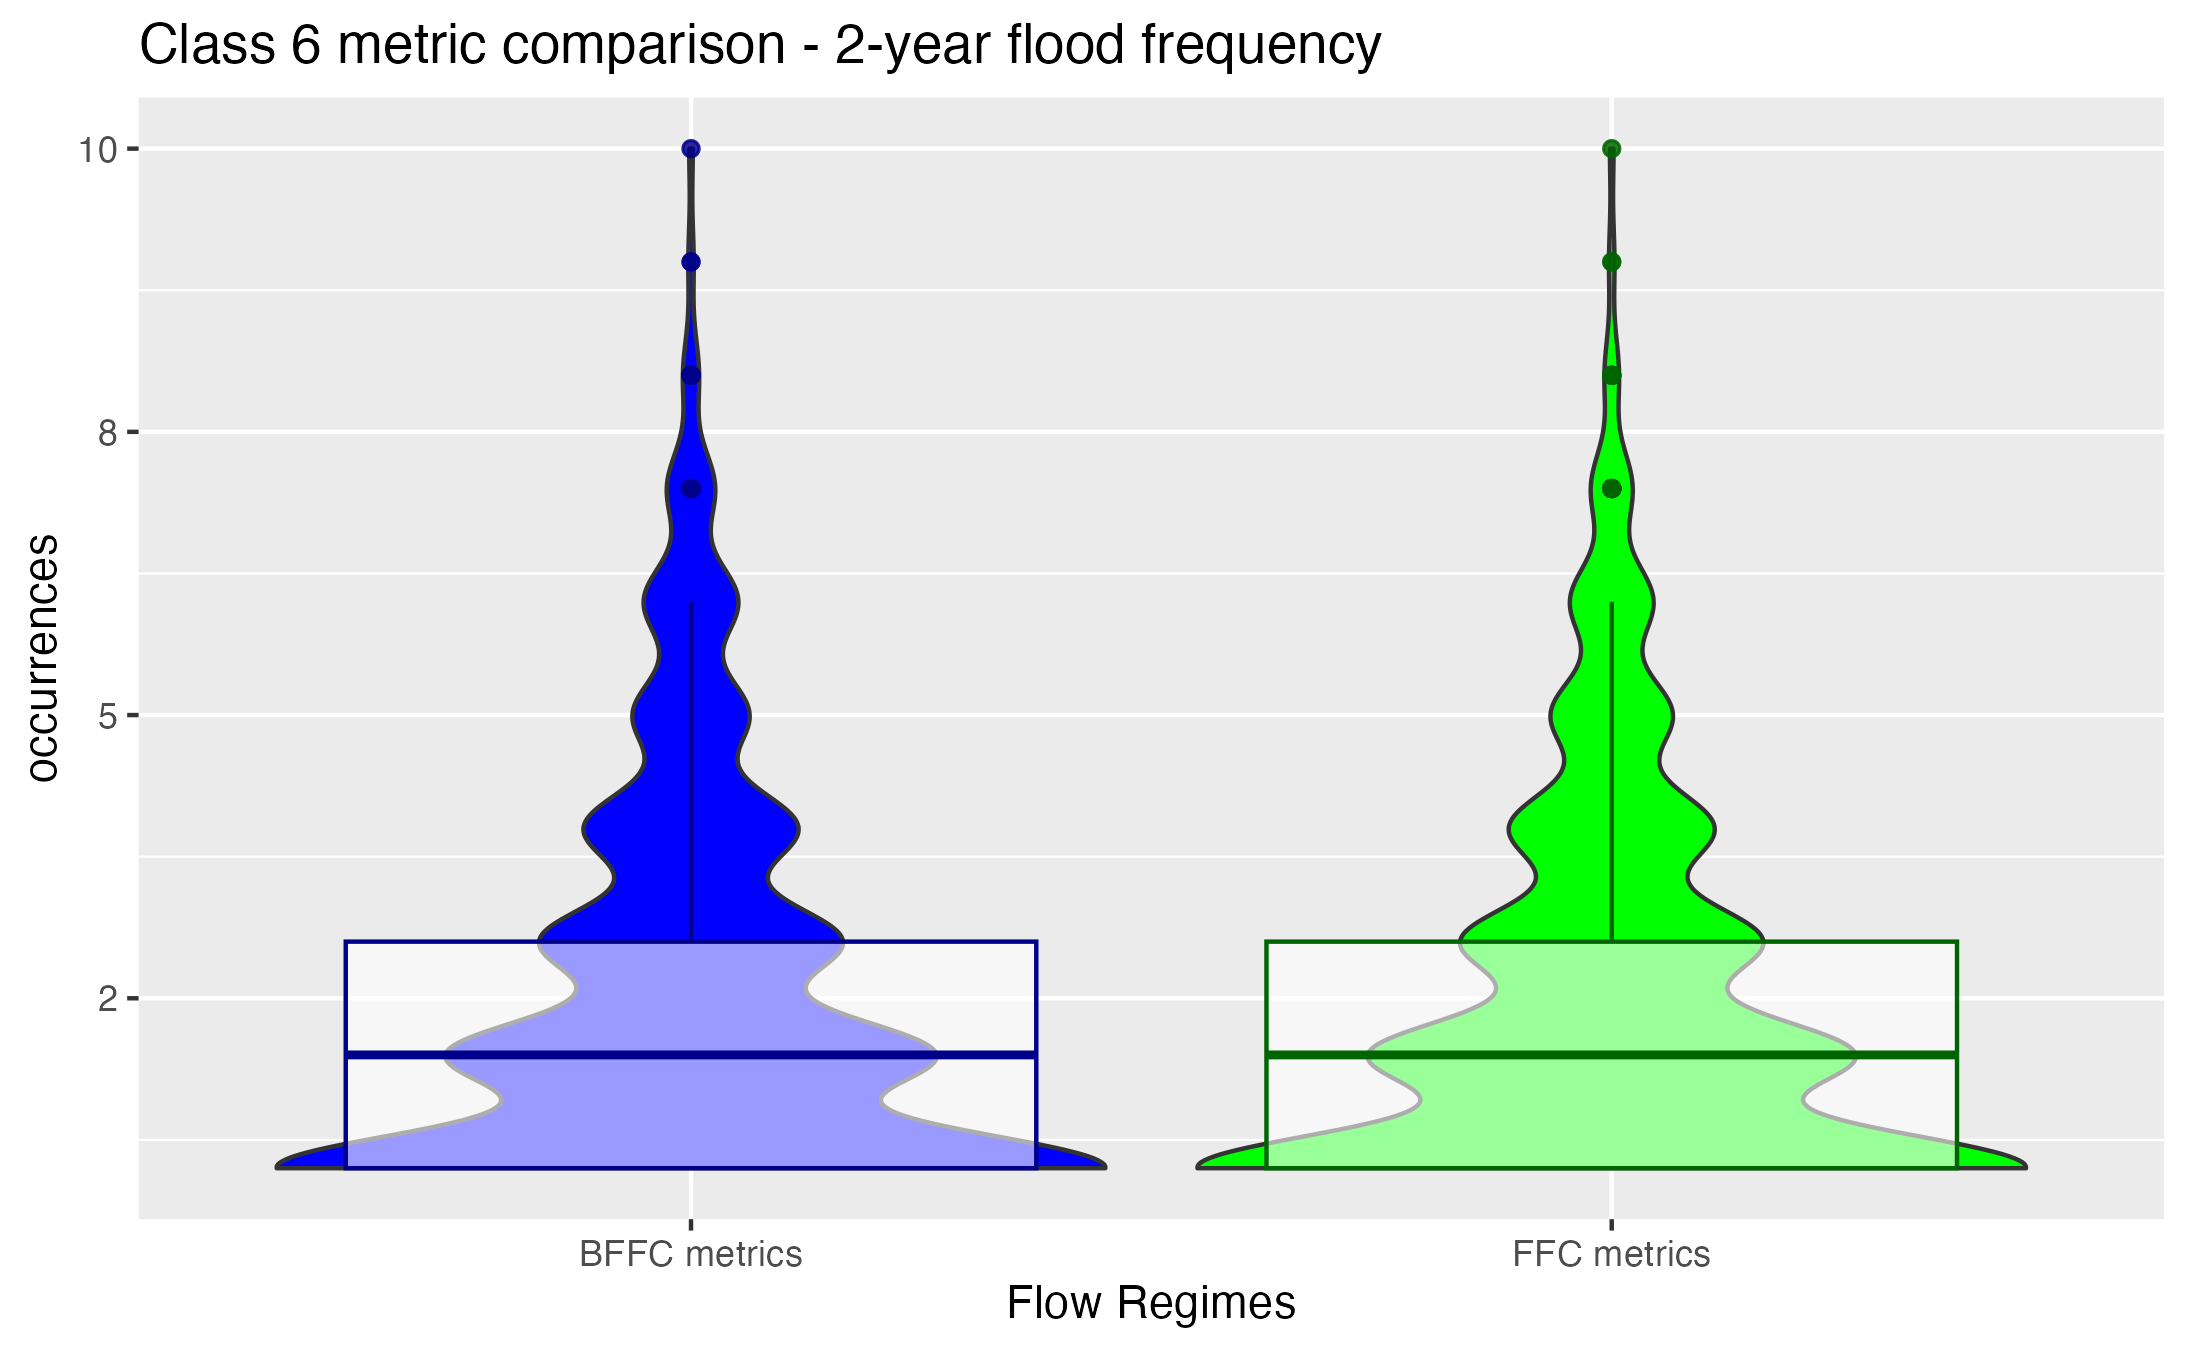 Class 6 metric comparison - 2-year flood frequency
10
8
5
2
occurrences
BFFC metrics
FFC metrics
Flow Regimes